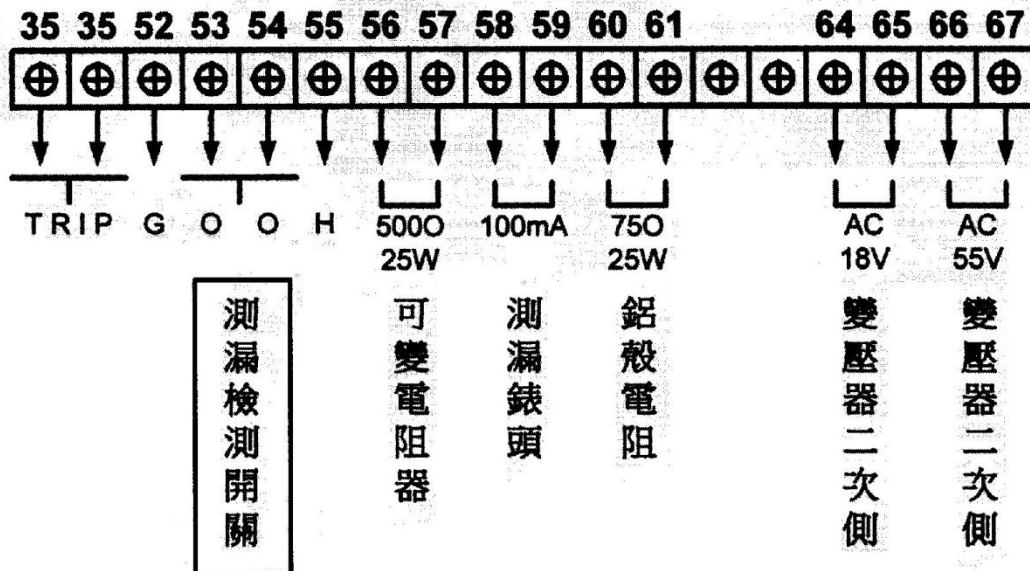 35 35 52 53 54 55 56 57 58 59 60 61 64 65 66 67
TRIP G O O H 500O 100mA 75O AC AC
25W 25W 18V 55V
測漏檢測開關
可變電阻器
測漏錶頭
鋁殼電阻
變壓器二次側
變壓器二次側